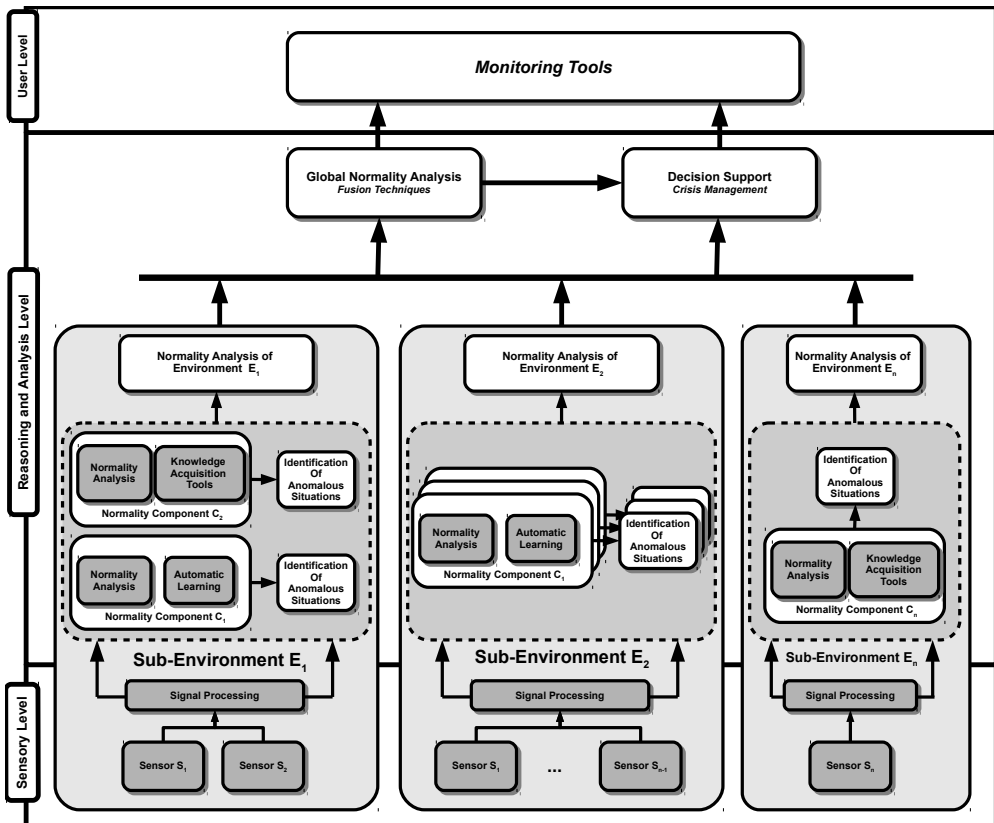 User Level
Monitoring Tools
Reasoning and Analysis Level
Global Normality Analysis
Fusion Techniques
Decision Support
Crisis Management
Normality Analysis of
Environment E1
Normality Analysis
Knowledge
Acquisition
Tools
Normality Component C2
Identification
Of
Anomalous
Situations
Normality
Analysis
Automatic
Learning
Normality Component C1
Identification
Of
Anomalous
Situations
Sub-Environment E1
Normality Analysis of
Environment E2
Normality
Analysis
Automatic
Learning
Normality Component C1
Identification
Of
Anomalous
Situations
Sub-Environment E2
Normality Analysis of
Environment En
Identification
Of
Anomalous
Situations
Normality
Analysis
Knowledge
Acquisition
Tools
Normality Component Cn
Sub-Environment En
Sensory Level
Signal Processing
Sensor S1
Sensor S2
Signal Processing
Sensor S1
...
Sensor Sn-1
Signal Processing
Sensor Sn